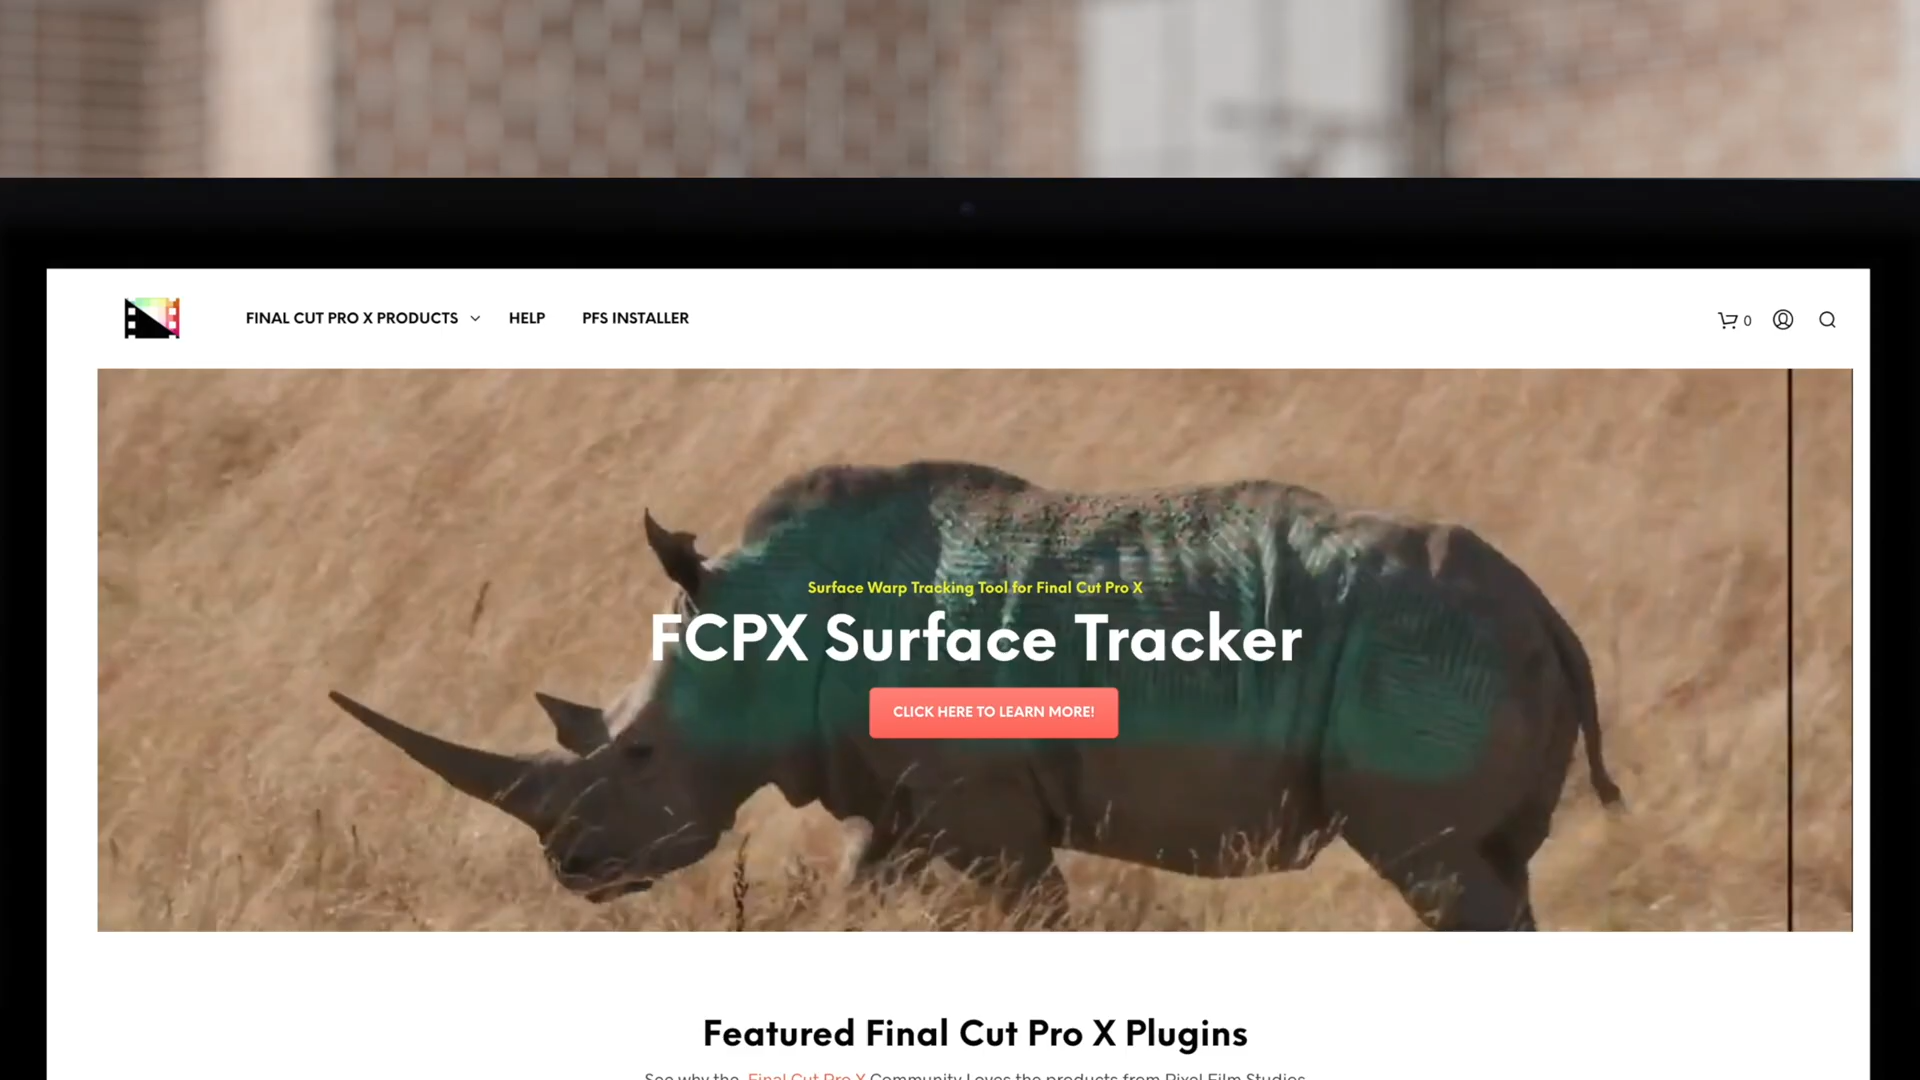 FINAL CUT PRO X PRODUCTS HELP PFS INSTALLER 0
Surface Warp Tracking Tool for Final Cut Pro X
FCPX Surface Tracker
CLICK HERE TO LEARN MORE!
Featured Final Cut Pro X Plugins
See why the Final Cut Pro X Community Loves the products from Pixel Film Studios